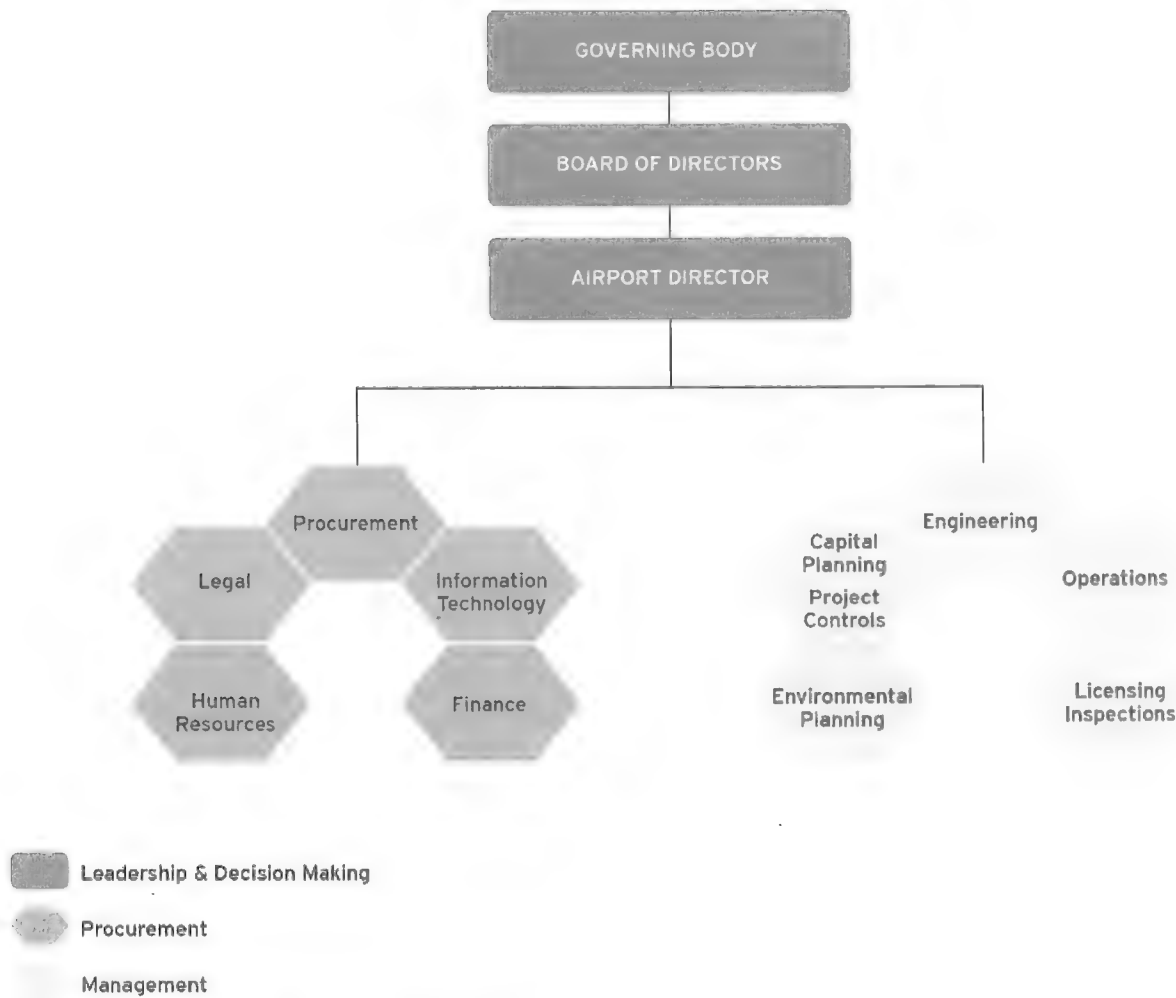 GOVERNING BODY
BOARD OF DIRECTORS
AIRPORT DIRECTOR
Procurement
Legal
Information
Technology
Human
Resources
Finance
Engineering
Capital
Planning
Project
Controls
Operations
Environmental
Planning
Licensing
Inspections
Leadership & Decision Making
Procurement
Management